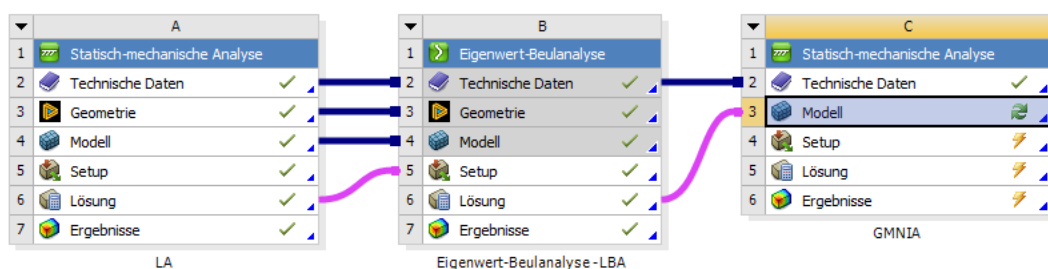 A
1 Statisch-mechanische Analyse
2 Technische Daten
3 Geometrie
4 Modell
5 Setup
6 Lösung
7 Ergebnisse
LA
B
1 Eigenwert-Beulanalyse
2 Technische Daten
3 Geometrie
4 Modell
5 Setup
6 Lösung
7 Ergebnisse
Eigenwert-Beulanalyse-LBA
C
1 Statisch-mechanische Analyse
2 Technische Daten
3 Modell
4 Setup
5 Lösung
6 Ergebnisse
GMNIA